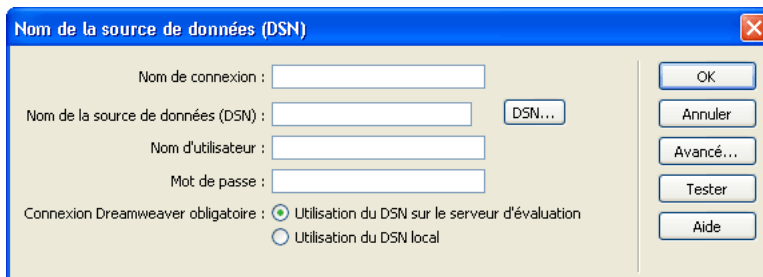 Nom de la source de données (DSN)
Nom de connexion :
OK
Nom de la source de données (DSN) :
DSN...
Annuler
Nom d'utilisateur :
Avancé...
Mot de passe :
Tester
Connexion Dreamweaver obligatoire :
Utilisation du DSN sur le serveur d'évaluation
Aide
Utilisation du DSN local